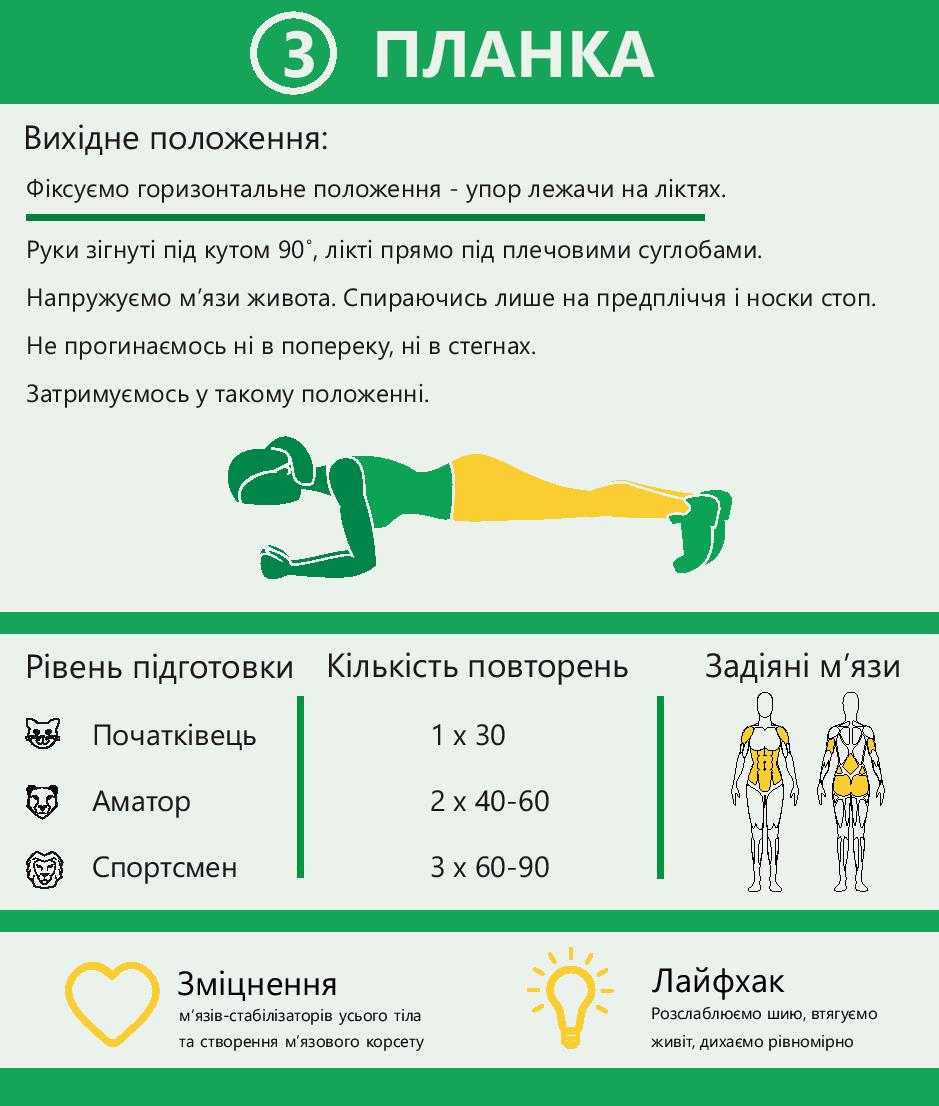 3 ПЛАНКА
Вихідне положення:
Фіксуємо горизонтальне положення - упор лежачи на ліктях.
Руки зігнуті під кутом 90˚, лікті прямо під плечовими суглобами.
Напружуємо м’язи живота. Спираючись лише на предпліччя і носки стоп.
Не прогинаємось ні в попереку, ні в стегнах.
Затримуємось у такому положенні.
Рівень підготовки Кількість повторень Задіяні м’язи
Початківець 1 x 30
Аматор 2 x 40-60
Спортсмен 3 x 60-90
Зміцнення
м’язів-стабілізаторів усього тіла
та створення м’язового корсету
Лайфхак
Розслаблюємо шию, втягуємо
живіт, дихаємо рівномірно